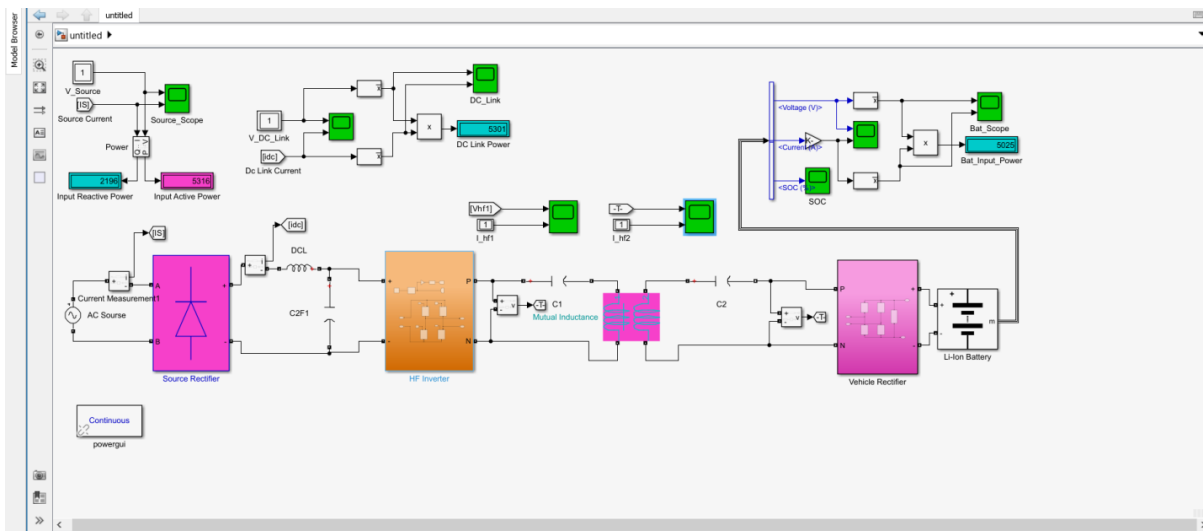 Model Browser
untitled
untitled
1
V_Source
[IS]
Source Current
Source_Scope
Power
I V
Q P
2196
Input Reactive Power
5316
Input Active Power
1
V_DC_Link
[idc]
Dc Link Current
x
x
x
DC_Link
5301
DC Link Power
<Voltage (V)>
<Current (A)>
<SOC (%)>
K-
SOC
x
x
x
Bat_Scope
5025
Bat_Input_Power
[Vhf1]
1
I_hf1
-T-
1
I_hf2
[IS]
[idc]
+ i -
Current Measurement1
AC Sourse
A
B
+
-
Source Rectifier
+ i -
DCL
C2F1
+
-
P
N
HF Inverter
+ v -
-T-
C1
Mutual Inductance
C2
+ v -
-T-
P
N
+
-
Vehicle Rectifier
+
+
-
m
Li-Ion Battery
Continuous
powergui